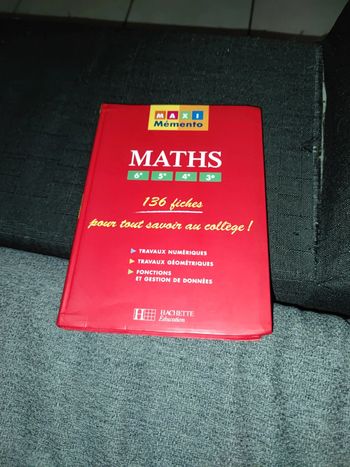 MAXI
Mémento
MATHS
6e 5e 4e 3e
136 fiches
pour tout savoir au collège !
TRAVAUX NUMÉRIQUES
TRAVAUX GÉOMÉTRIQUES
FONCTIONS
ET GESTION DE DONNÉES
H HACHETTE
Éducation